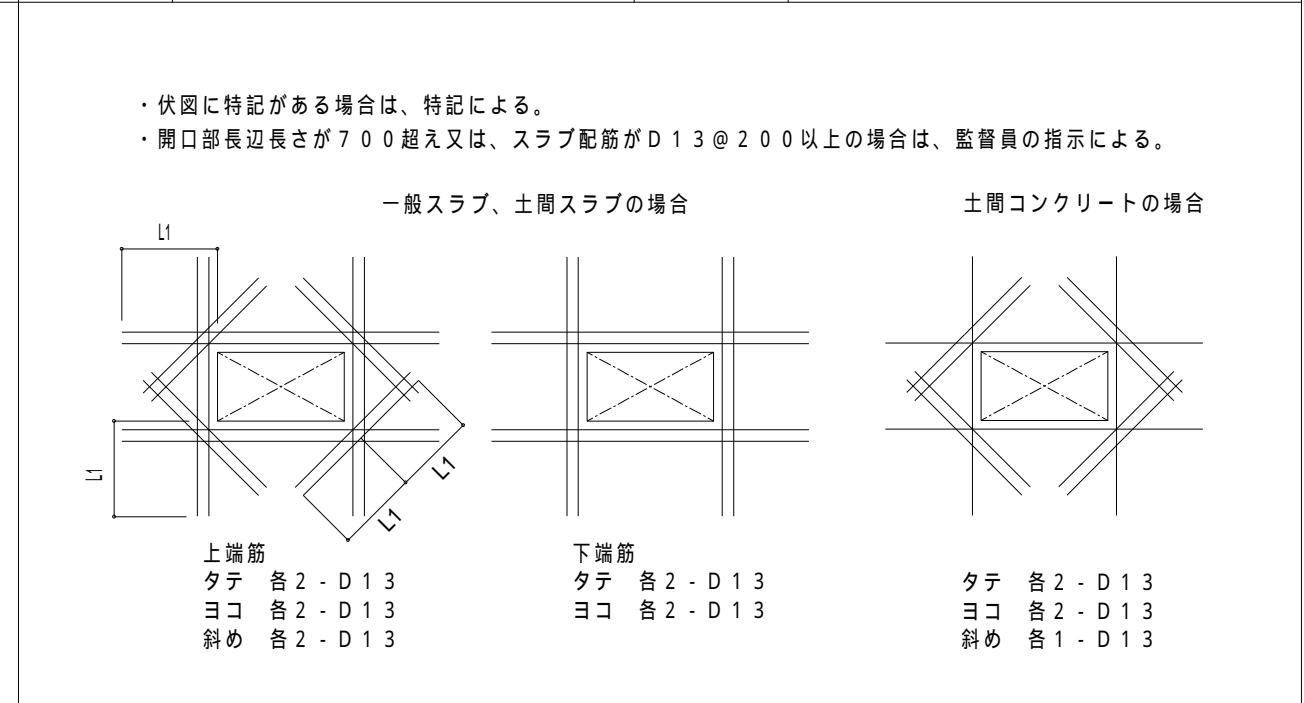 ・伏図に特記がある場合は、特記による。
・開口部長辺長さが７００超え又は、スラブ配筋がＤ１３＠２００以上の場合は、監督員の指示による。
一般スラブ、土間スラブの場合
土間コンクリートの場合
L1
L1
L1
L1
上端筋
タテ　各２-Ｄ１３
ヨコ　各２-Ｄ１３
斜め　各２-Ｄ１３
下端筋
タテ　各２-Ｄ１３
ヨコ　各２-Ｄ１３
タテ　各２-Ｄ１３
ヨコ　各２-Ｄ１３
斜め　各１-Ｄ１３